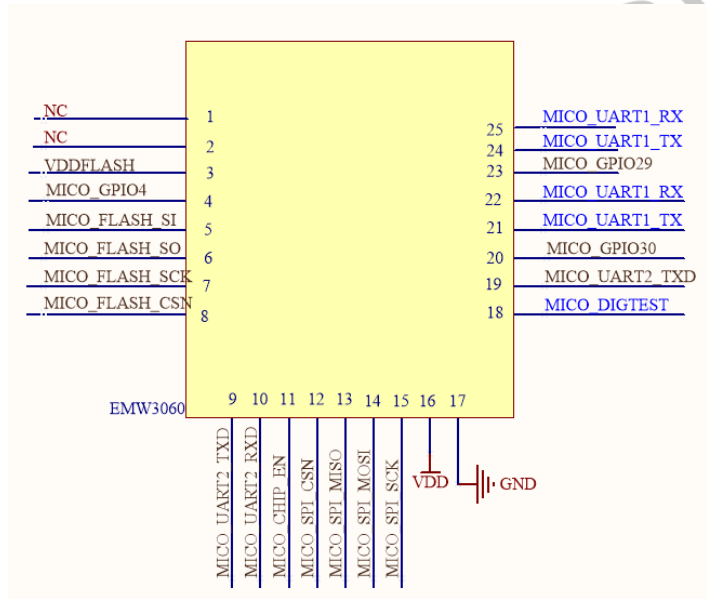 NC 1
NC 2
VDDFLASH 3
MICO_GPIO4 4
MICO_FLASH_SI 5
MICO_FLASH_SO 6
MICO_FLASH_SCK 7
MICO_FLASH_CSN 8
25 MICO_UART1_RX
24 MICO_UART1_TX
23 MICO_GPIO29
22 MICO_UART1_RX
21 MICO_UART1_TX
20 MICO_GPIO30
19 MICO_UART2_TXD
18 MICO_DIGTEST
EMW3060
9 10 11 12 13 14 15 16 17
MICO_UART2_TXD
MICO_UART2_RXD
MICO_CHIP_EN
MICO_SPI_CSN
MICO_SPI_MISO
MICO_SPI_MOSI
MICO_SPI_SCK
VDD
GND